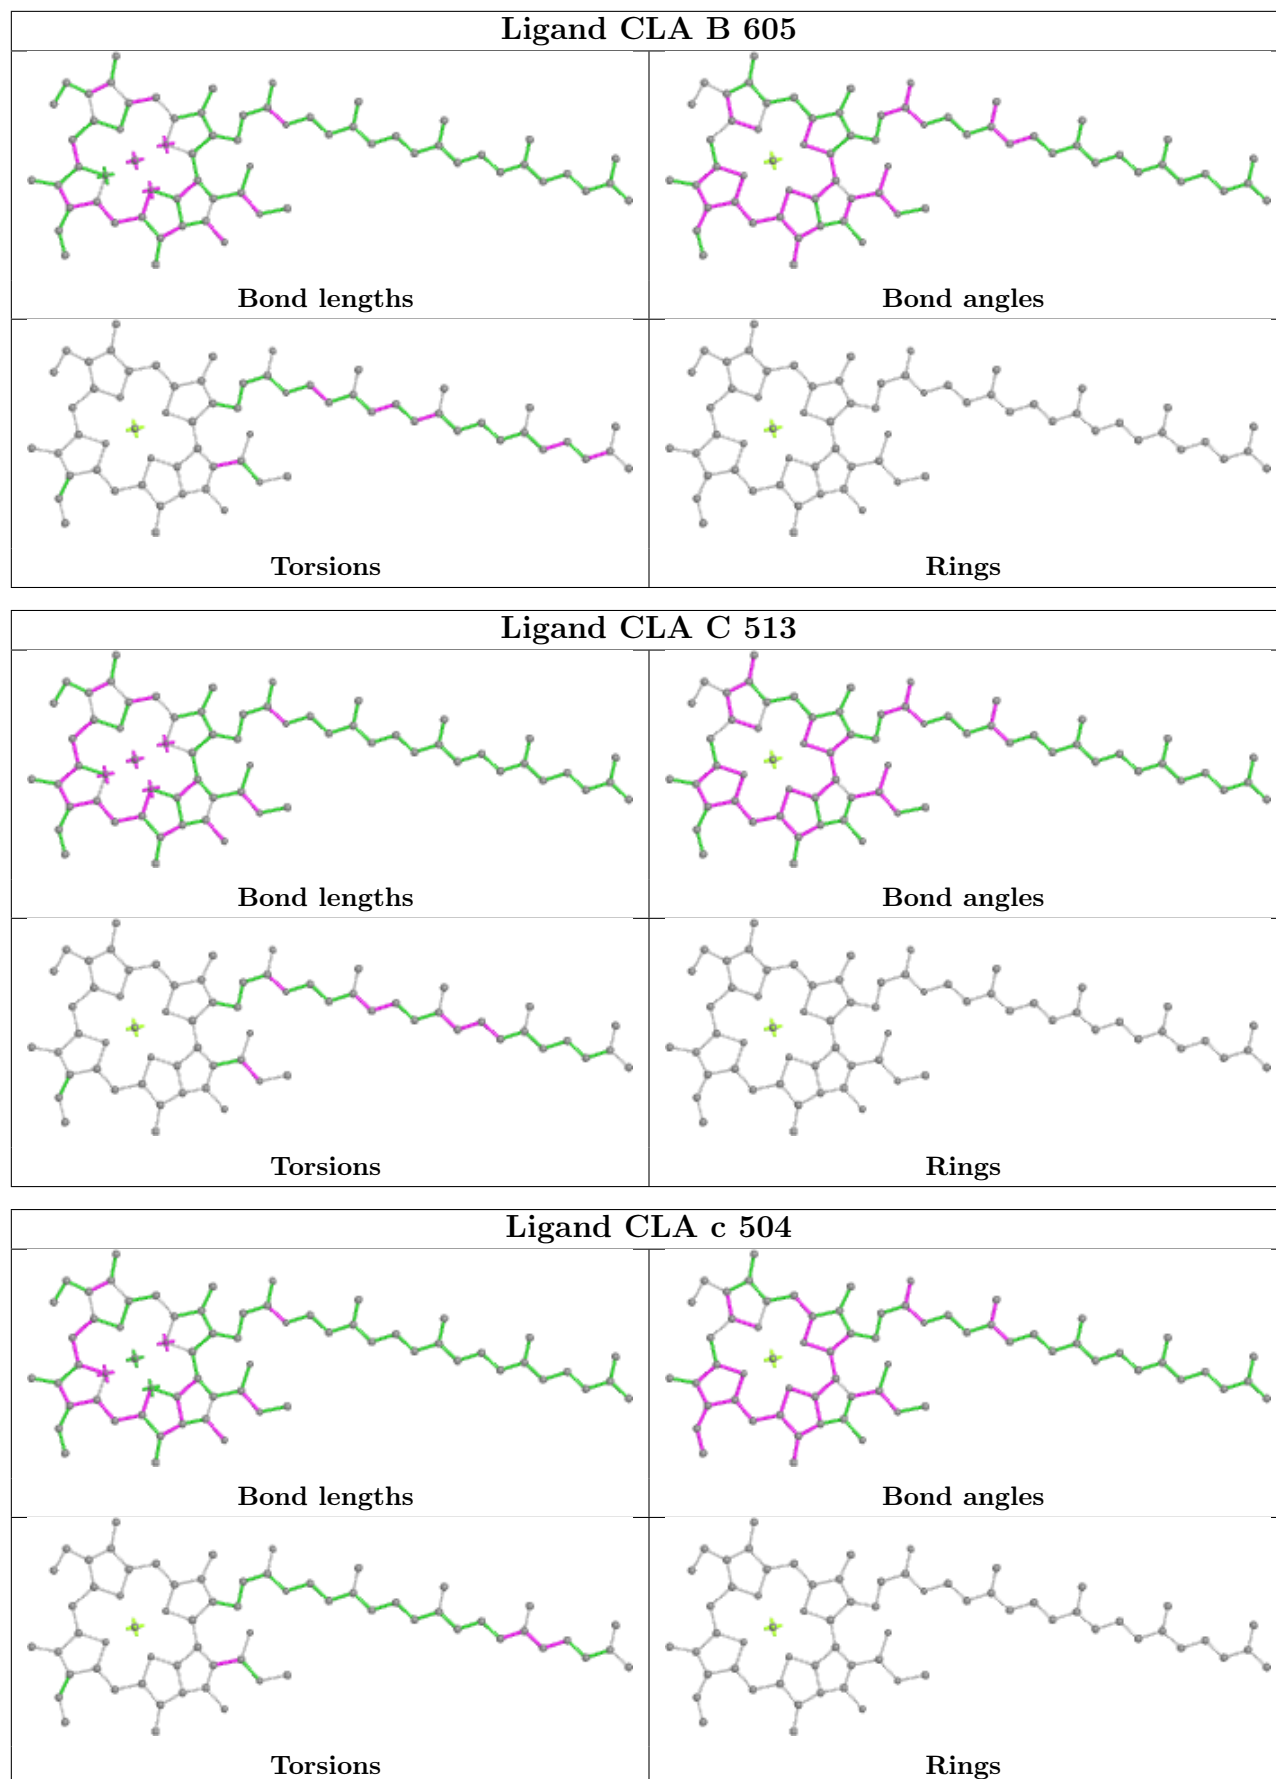 Ligand CLA B 605
Bond lengths
Bond angles
Torsions
Rings
Ligand CLA C 513
Bond lengths
Bond angles
Torsions
Rings
Ligand CLA c 504
Bond lengths
Bond angles
Torsions
Rings